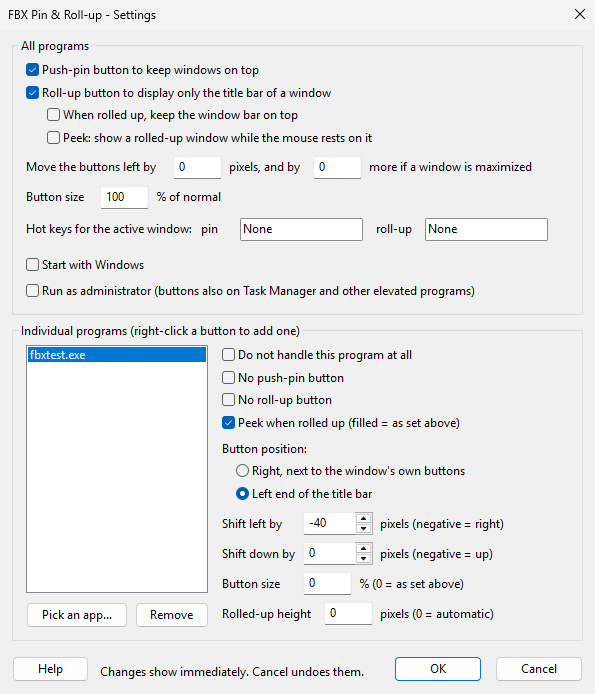 FBX Pin & Roll-up - Settings
All programs
Push-pin button to keep windows on top
Roll-up button to display only the title bar of a window
When rolled up, keep the window bar on top
Peek: show a rolled-up window while the mouse rests on it
Move the buttons left by 0 pixels, and by 0 more if a window is maximized
Button size 100 % of normal
Hot keys for the active window: pin None roll-up None
Start with Windows
Run as administrator (buttons also on Task Manager and other elevated programs)
Individual programs (right-click a button to add one)
fbxtest.exe
Do not handle this program at all
No push-pin button
No roll-up button
Peek when rolled up (filled = as set above)
Button position:
Right, next to the window's own buttons
Left end of the title bar
Shift left by -40 pixels (negative = right)
Shift down by 0 pixels (negative = up)
Button size 0 % (0 = as set above)
Rolled-up height 0 pixels (0 = automatic)
Pick an app... Remove
Help Changes show immediately. Cancel undoes them. OK Cancel